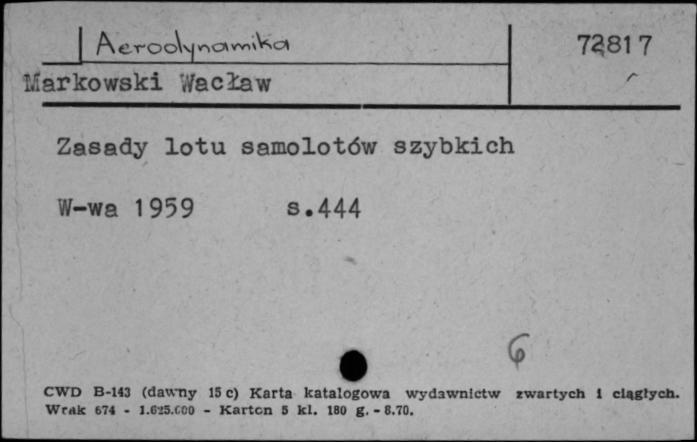 Aerodynamika
72817
Markowski Wacław
Zasady lotu samolotów szybkich
W-wa 1959 s.444
6
CWD B-143 (dawny 15 c) Karta katalogowa wydawnictw zwartych i ciągłych.
Wrak 674 - 1.625.000 - Karton 5 kl. 180 g. - 8.70.